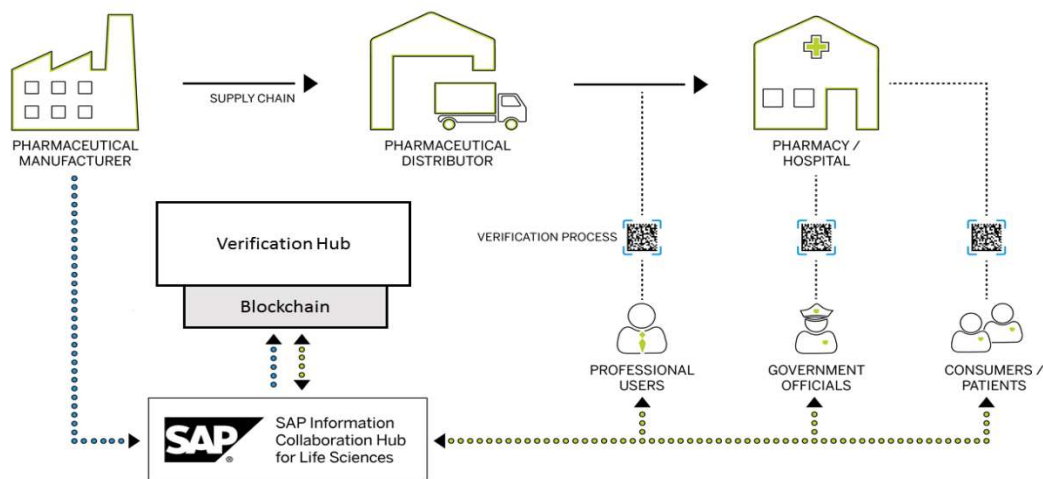 SUPPLY CHAIN
PHARMACEUTICAL
MANUFACTURER
PHARMACEUTICAL
DISTRIBUTOR
PHARMACY /
HOSPITAL
Verification Hub
Blockchain
VERIFICATION PROCESS
PROFESSIONAL
USERS
GOVERNMENT
OFFICIALS
CONSUMERS /
PATIENTS
SAP®
SAP Information
Collaboration Hub
for Life Sciences